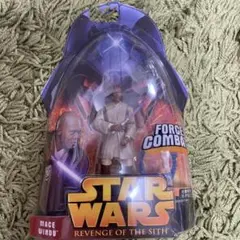 FORCE
COMBAT
MACE
WINDU
STAR
WARS
REVENGE OF THE SITH